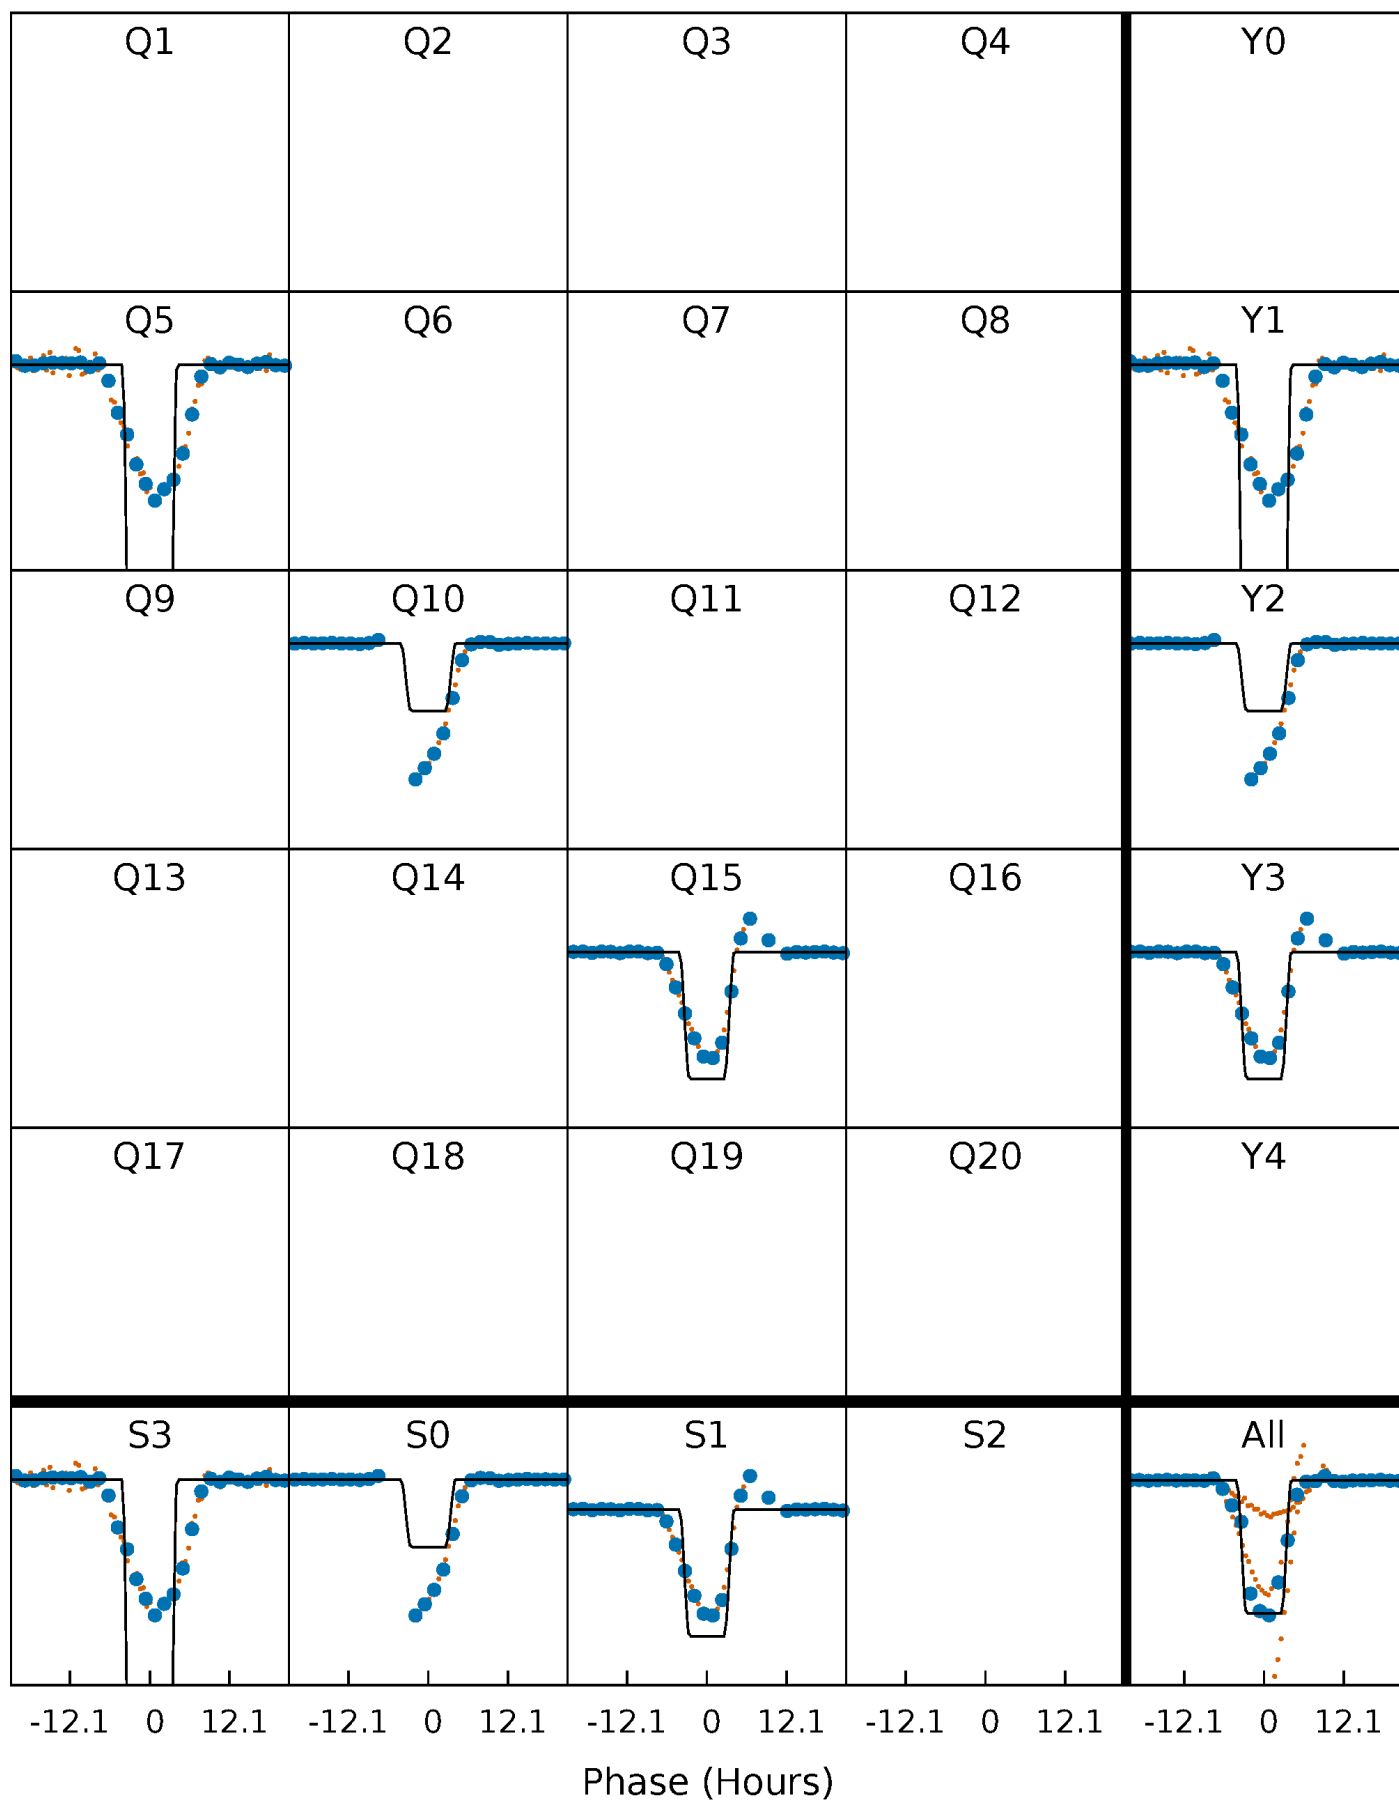 Q1 Q2 Q3 Q4 Y0
Q5 Q6 Q7 Q8 Y1
Q9 Q10 Q11 Q12 Y2
Q13 Q14 Q15 Q16 Y3
Q17 Q18 Q19 Q20 Y4
S3 S0 S1 S2 All
-12.1 0 12.1 -12.1 0 12.1 -12.1 0 12.1 -12.1 0 12.1 -12.1 0 12.1
Phase (Hours)